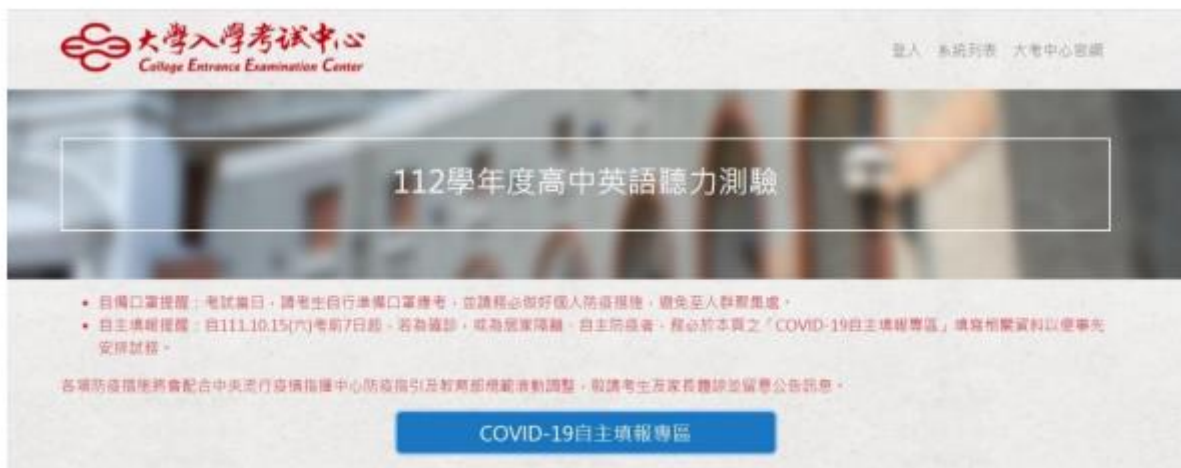 大學入學考試中心
College Entrance Examination Center
登入 系統列表 大考中心官網
112學年度高中英語聽力測驗
• 自備口罩提醒：考試當日，請考生自行準備口罩應考，並請務必做好個人防疫措施，避免至人群聚集處。
• 自主填報提醒：自111.10.15(六)考前7日起，若為確診，或為居家隔離、自主防疫者，務必於本頁之「COVID-19自主填報專區」填寫相關資料以便事先
安排試務。
各項防疫措施將會配合中央流行疫情指揮中心防疫指引及教育部規範滾動調整，敬請考生及家長體諒並留意公告訊息。
COVID-19自主填報專區